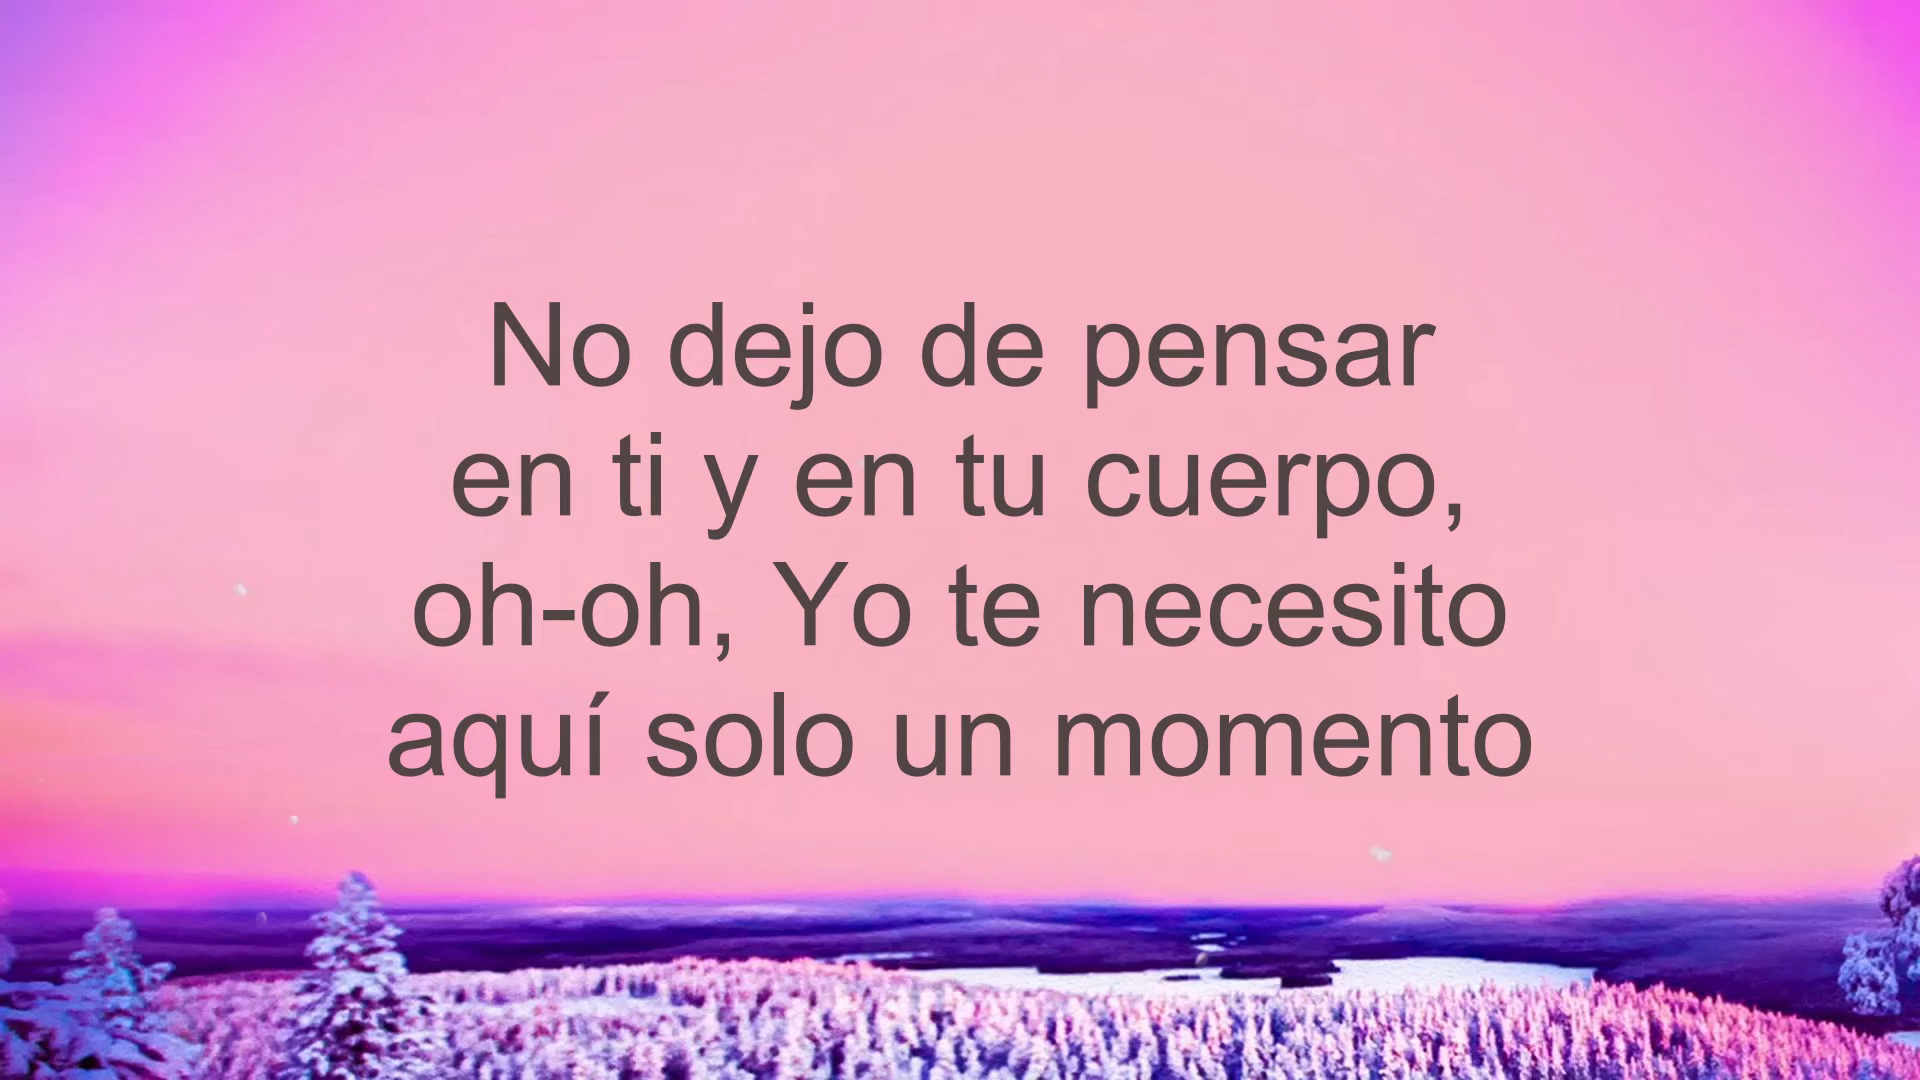 No dejo de pensar
en ti y en tu cuerpo,
oh-oh, Yo te necesito
aquí solo un momento